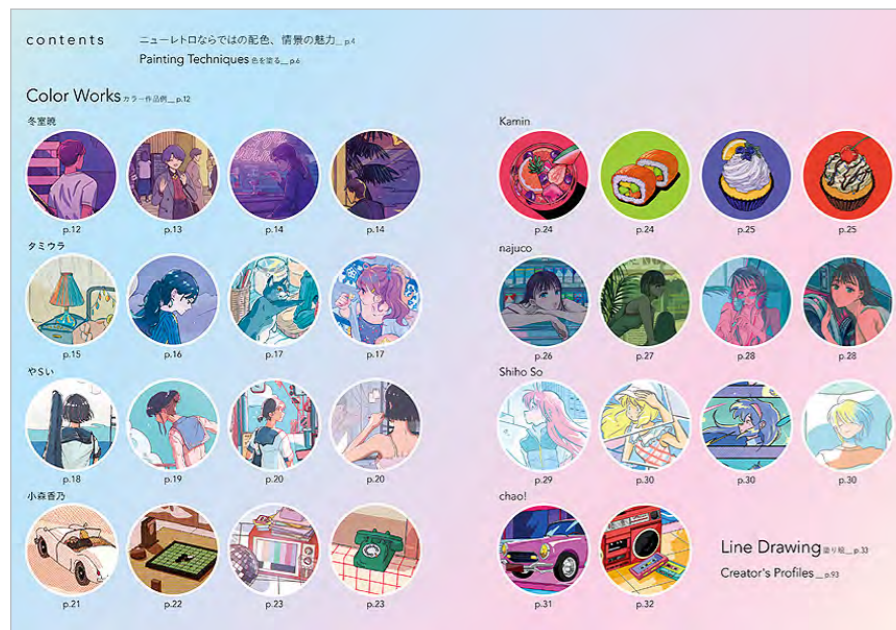 contents
ニューレトロならではの配色、情景の魅力__p.4
Painting Techniques 色を塗る__p.6
Color Works カラー作品例__p.12
冬室暁
p.12 p.13 p.14 p.14
タミウラ
p.15 p.16 p.17 p.17
やSい
p.18 p.19 p.20 p.20
小森香乃
p.21 p.22 p.23 p.23
Kamin
p.24 p.24 p.25 p.25
najuco
p.26 p.27 p.28 p.28
Shiho So
p.29 p.30 p.30 p.30
chao!
p.31 p.32
Line Drawing 塗り絵__p.33
Creator's Profiles__p.93